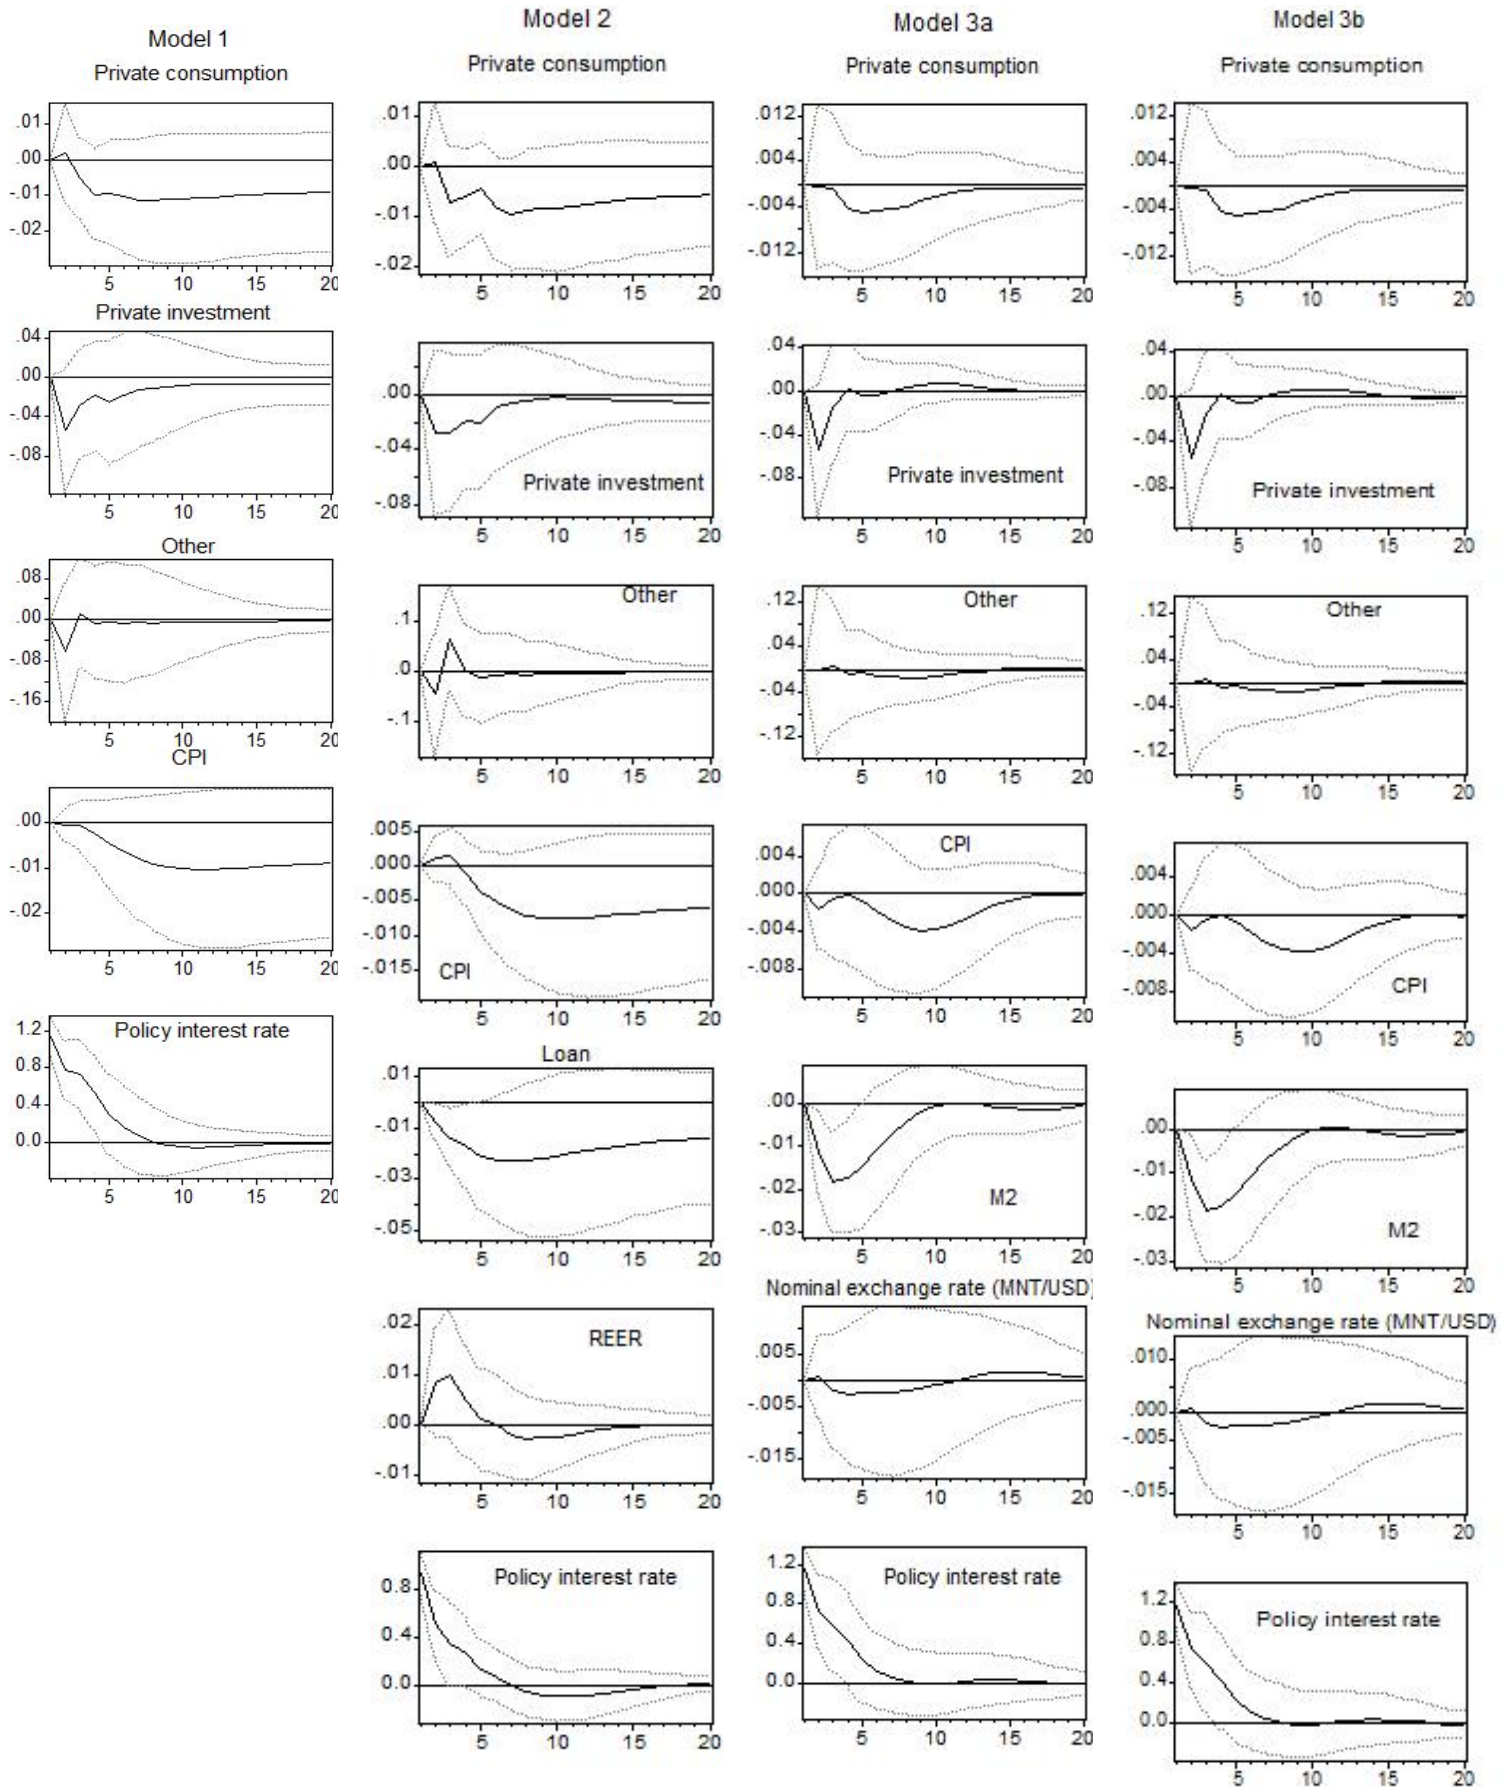 Model 1
Private consumption
.01
.00
-.01
-.02
5 10 15 20
Private investment
.04
.00
-.04
-.08
5 10 15 20
Other
.08
.00
-.08
-.16
5 10 15 20
CPI
.00
-.01
-.02
5 10 15 20
Policy interest rate
1.2
0.8
0.4
0.0
5 10 15 20
Model 2
Private consumption
.01
.00
-.01
-.02
5 10 15 20
.00
-.04
-.08
Private investment
5 10 15 20
Other
.1
.0
-.1
5 10 15 20
.005
.000
-.005
-.010
-.015
CPI
5 10 15 20
Loan
.01
-.01
-.03
-.05
5 10 15 20
REER
.02
.01
.00
-.01
5 10 15 20
Policy interest rate
0.8
0.4
0.0
5 10 15 20
Model 3a
Private consumption
.012
.004
-.004
-.012
5 10 15 20
.04
.00
-.04
-.08
Private investment
5 10 15 20
Other
.12
.04
-.04
-.12
5 10 15 20
CPI
.004
.000
-.004
-.008
5 10 15 20
.00
-.01
-.02
-.03
M2
5 10 15 20
Nominal exchange rate (MNT/USD)
.005
-.005
-.015
5 10 15 20
Policy interest rate
1.2
0.8
0.4
0.0
5 10 15 20
Model 3b
Private consumption
.012
.004
-.004
-.012
5 10 15 20
.04
.00
-.04
-.08
Private investment
5 10 15 20
Other
.12
.04
-.04
-.12
5 10 15 20
.004
.000
-.004
-.008
CPI
5 10 15 20
.00
-.01
-.02
-.03
M2
5 10 15 20
Nominal exchange rate (MNT/USD)
.010
.000
-.005
-.015
5 10 15 20
Policy interest rate
1.2
0.8
0.4
0.0
5 10 15 20